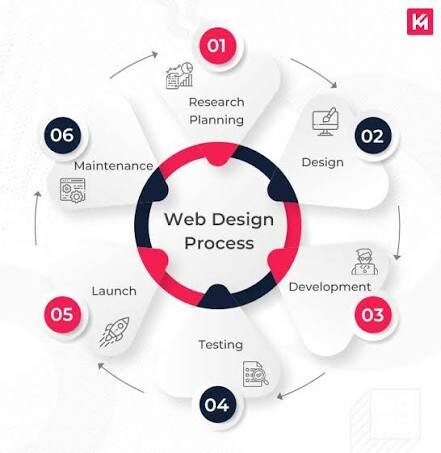 01
Research
Planning
02
Design
03
Development
04
Testing
05
Launch
06
Maintenance
Web Design
Process